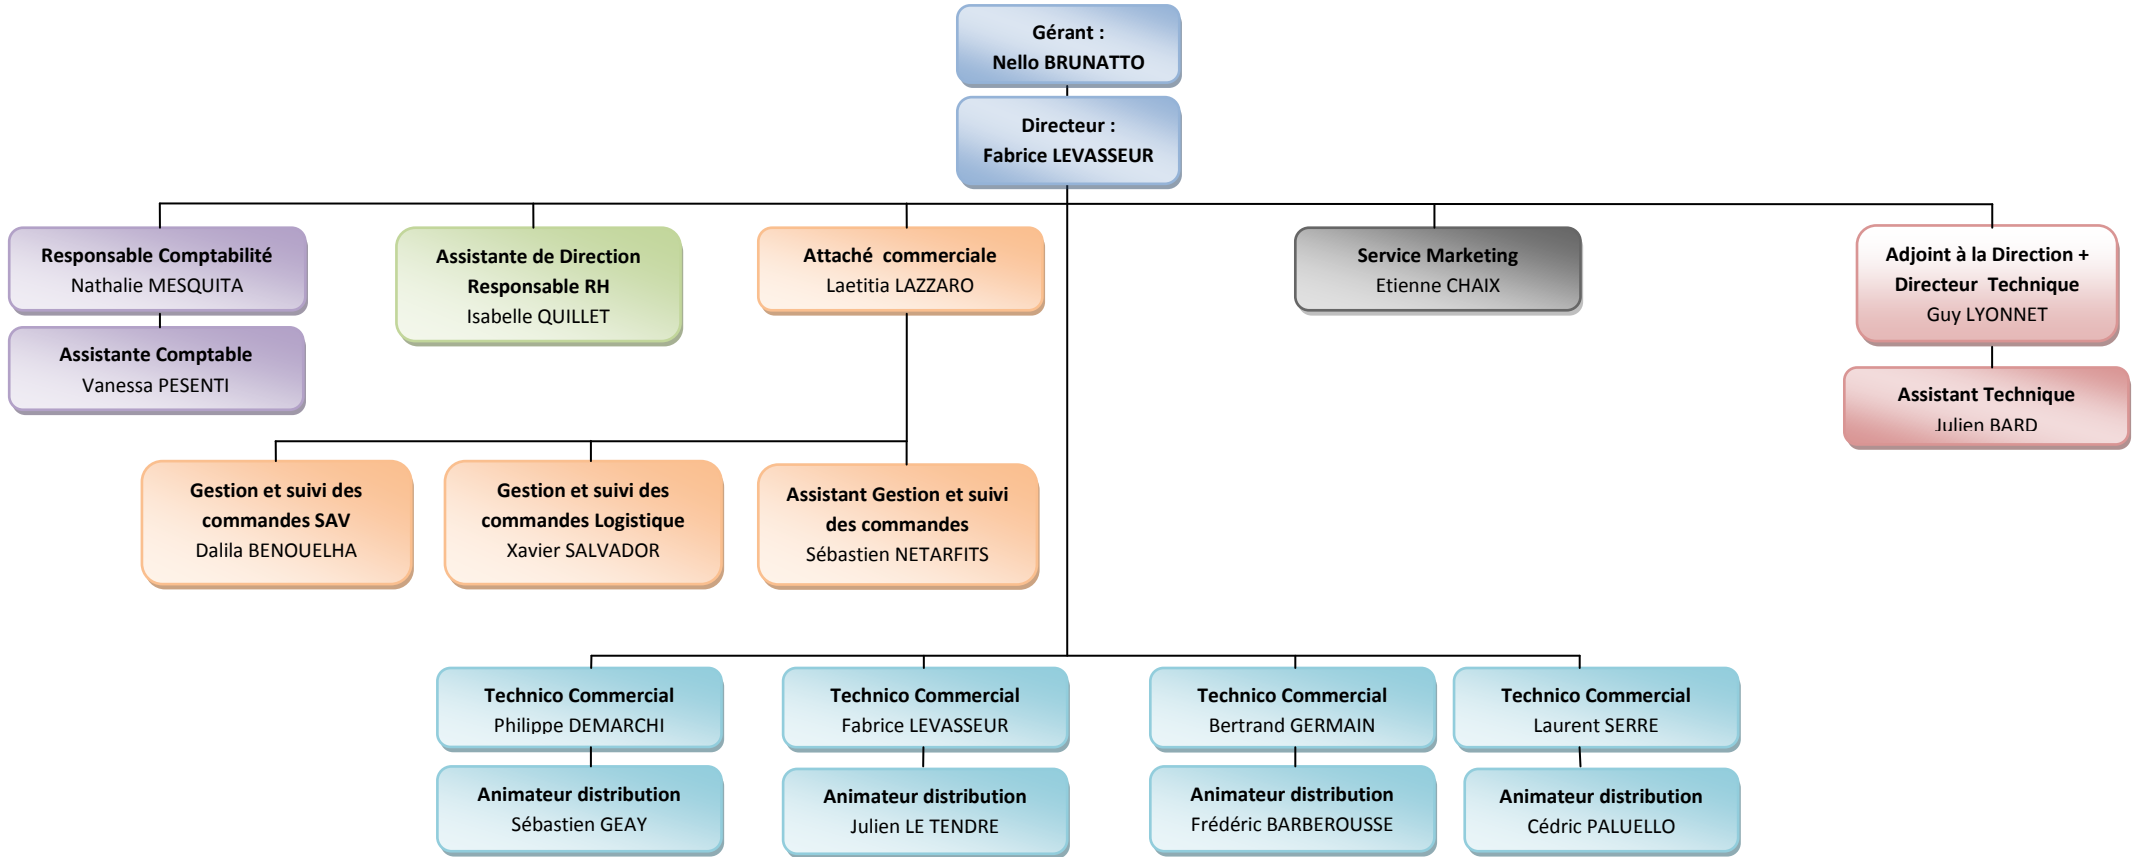 Gérant :
Nello BRUNATTO
Directeur :
Fabrice LEVASSEUR
Responsable Comptabilité
Nathalie MESQUITA
Assistante Comptable
Vanessa PESENTI
Assistante de Direction
Responsable RH
Isabelle QUILLET
Attaché commerciale
Laetitia LAZZARO
Service Marketing
Etienne CHAIX
Adjoint à la Direction +
Directeur Technique
Guy LYONNET
Assistant Technique
Julien BARD
Gestion et suivi des
commandes SAV
Dalila BENOUELHA
Gestion et suivi des
commandes Logistique
Xavier SALVADOR
Assistant Gestion et suivi
des commandes
Sébastien NETARFITS
Technico Commercial
Philippe DEMARCHI
Technico Commercial
Fabrice LEVASSEUR
Technico Commercial
Bertrand GERMAIN
Technico Commercial
Laurent SERRE
Animateur distribution
Sébastien GEAY
Animateur distribution
Julien LE TENDRE
Animateur distribution
Frédéric BARBEROUSSE
Animateur distribution
Cédric PALUELLO